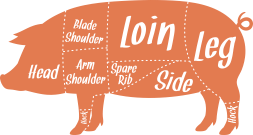 Blade
Shoulder
Loin
Leg
Head
Arm
Shoulder
Spare
Rib
Side
Hock
Hock